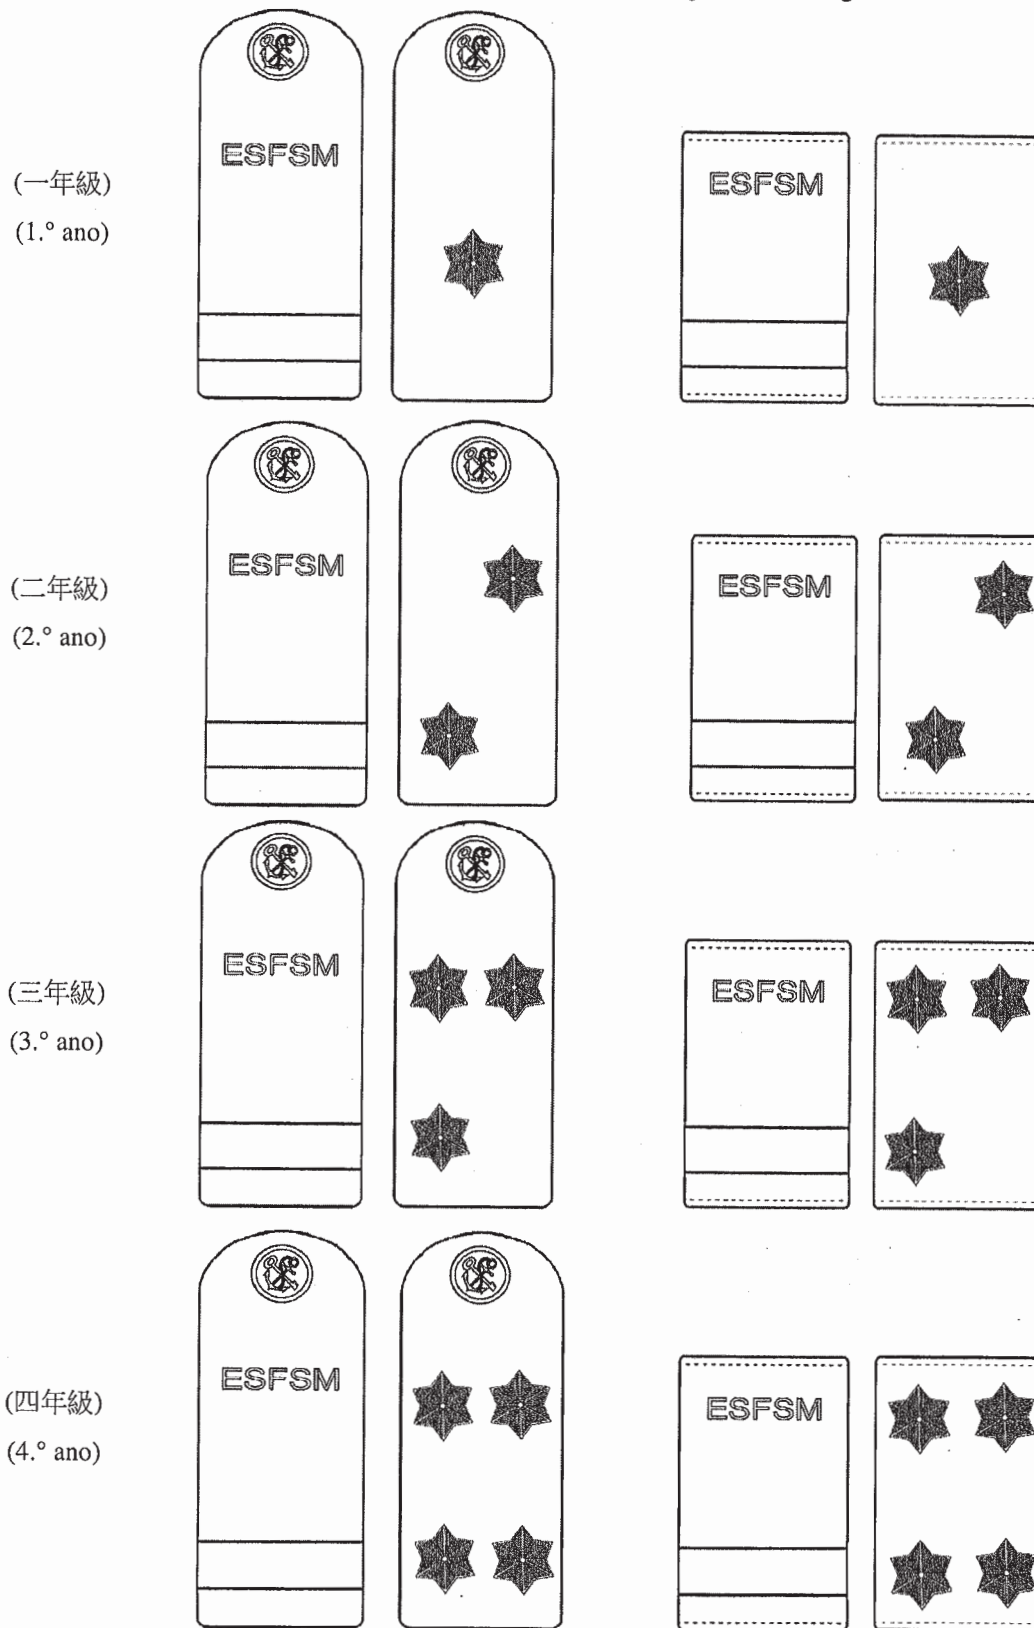 (一年級)
(1.º ano)
ESFSM
ESFSM
(二年級)
(2.º ano)
ESFSM
ESFSM
(三年級)
(3.º ano)
ESFSM
ESFSM
(四年級)
(4.º ano)
ESFSM
ESFSM